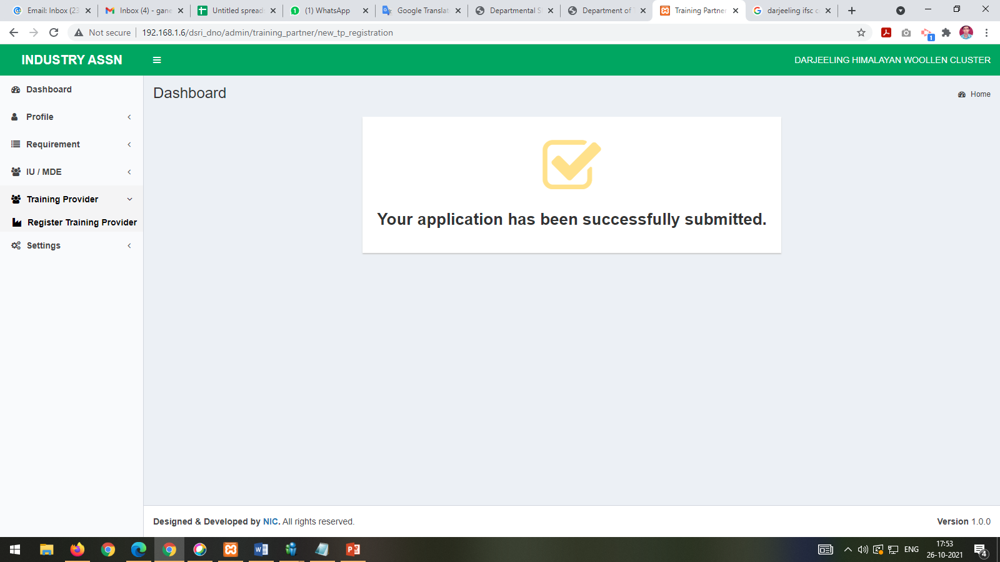 Email: Inbox (23
Inbox (4) - gane
Untitled spread
(1) WhatsApp
Google Translat
Departmental S
Department of T
Training Partner
darjeeling ifsc c
Not secure
192.168.1.6/dsri_dno/admin/training_partner/new_tp_registration
1
INDUSTRY ASSN
DARJEELING HIMALAYAN WOOLLEN CLUSTER
Dashboard
Profile
Requirement
IU / MDE
Training Provider
Register Training Provider
Settings
Dashboard
Home
Your application has been successfully submitted.
Designed & Developed by NIC. All rights reserved.
Version 1.0.0
ENG
17:53
26-10-2021
4